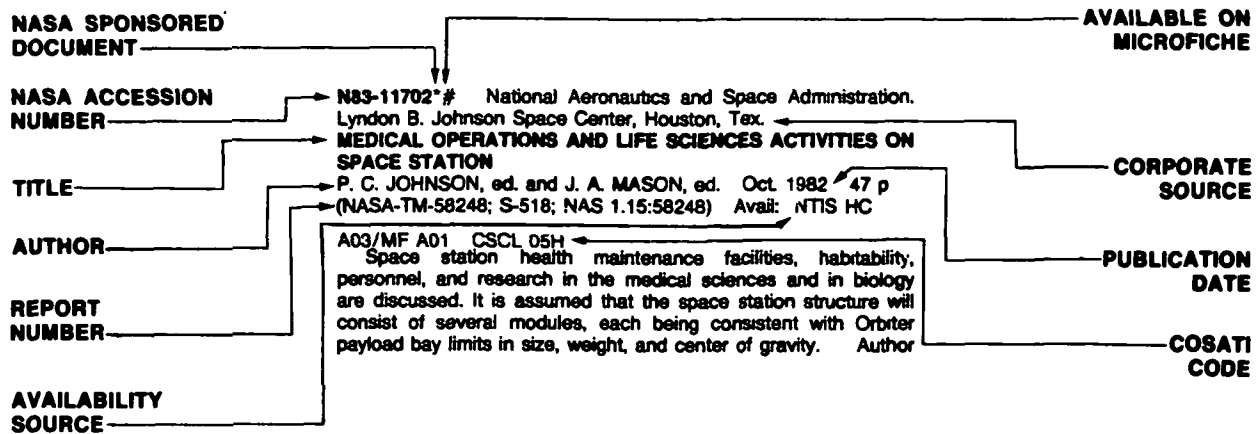 NASA SPONSORED
DOCUMENT
AVAILABLE ON
MICROFICHE
NASA ACCESSION
NUMBER
N83-11702*# National Aeronautics and Space Administration.
Lyndon B. Johnson Space Center, Houston, Tex.
MEDICAL OPERATIONS AND LIFE SCIENCES ACTIVITIES ON
SPACE STATION
TITLE
CORPORATE
SOURCE
P. C. JOHNSON, ed. and J. A. MASON, ed. Oct. 1982 47 p
(NASA-TM-58248; S-518; NAS 1.15:58248) Avail: NTIS HC
AUTHOR
A03/MF A01 CSCL 05H
Space station health maintenance facilities, habitability,
personnel, and research in the medical sciences and in biology
are discussed. It is assumed that the space station structure will
consist of several modules, each being consistent with Orbiter
payload bay limits in size, weight, and center of gravity. Author
PUBLICATION
DATE
REPORT
NUMBER
COSATI
CODE
AVAILABILITY
SOURCE